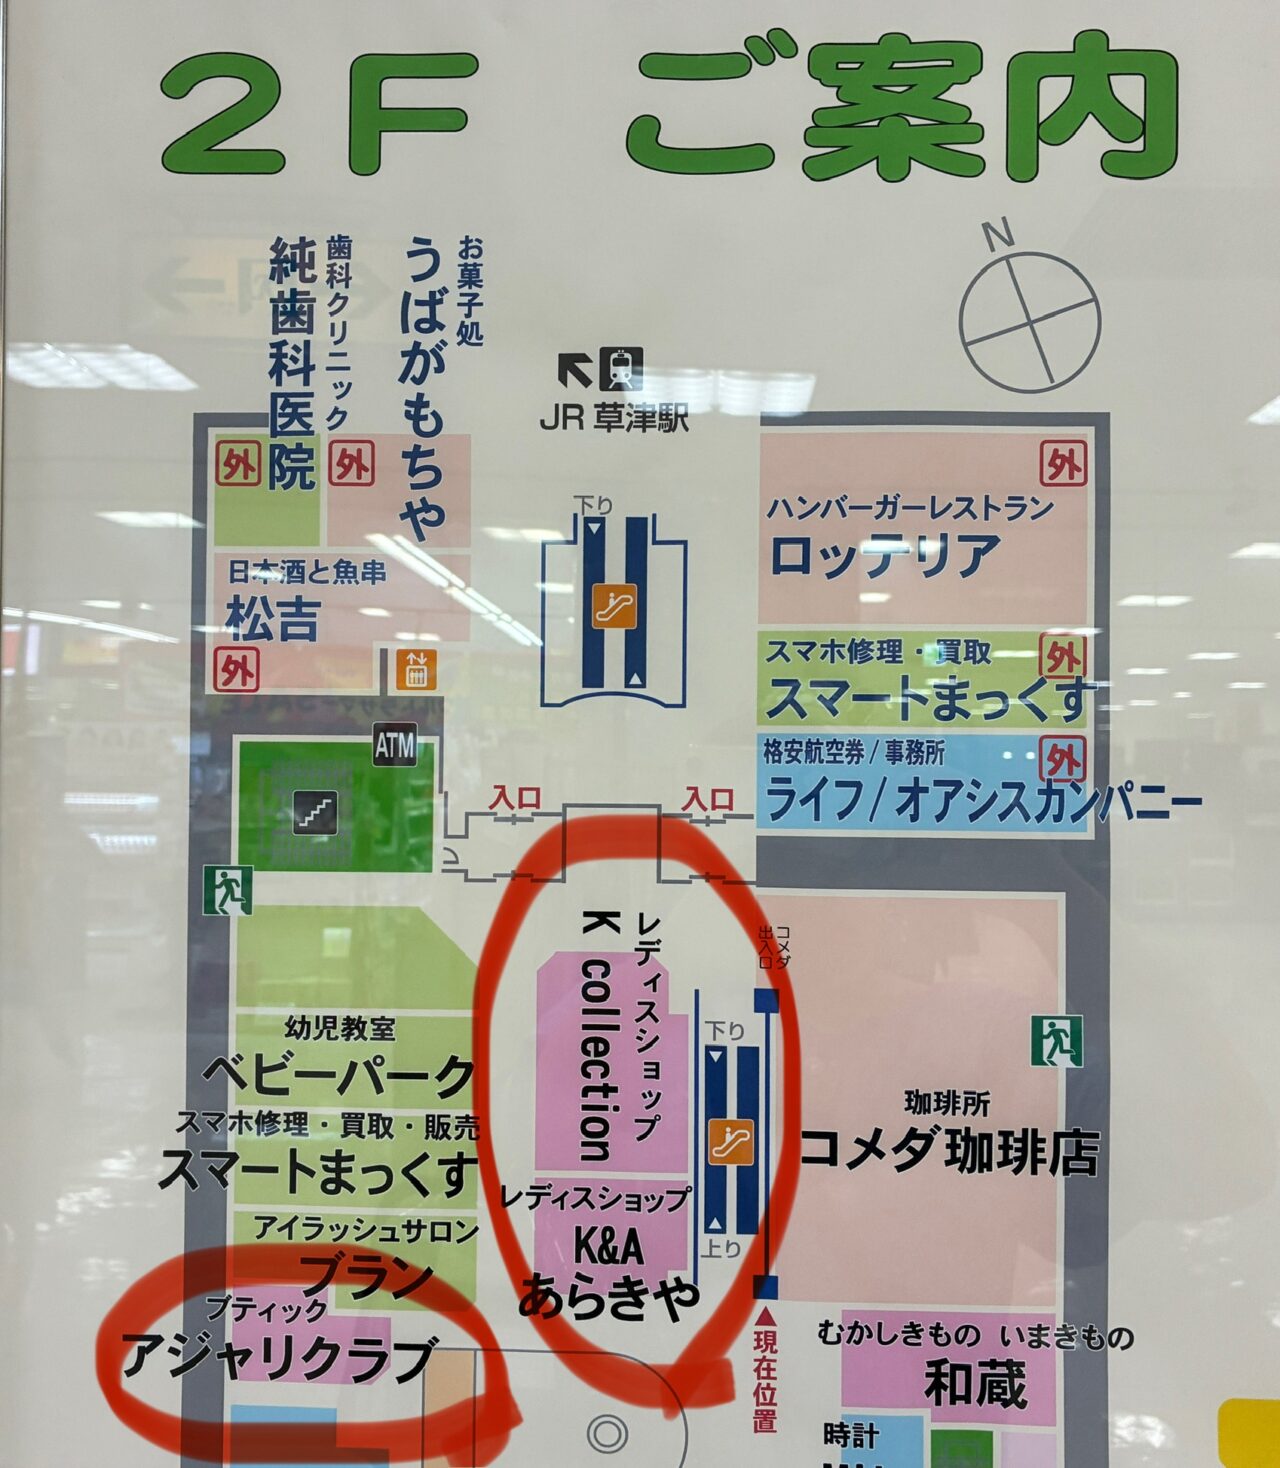 2F ご案内
歯科クリニック
純歯科医院
お菓子処
うばがもちや
N
JR 草津駅
外
外
外
下り
ハンバーガーレストラン
ロッテリア
日本酒と魚串
松吉
外
スマホ修理・買取
外
スマートまっくす
ATM
格安航空券/事務所
外
ライフ/オアシスカンパニー
入口
入口
レディスショップ
K collection
コメダ
出入口
下り
幼児教室
ベビーパーク
スマホ修理・買取・販売
スマートまっくす
珈琲所
コメダ珈琲店
レディスショップ
K&A
あらきや
上り
アイラッシュサロン
ブラン
ブティック
アジャリクラブ
現在位置
むかしきもの いまきもの
和蔵
時計